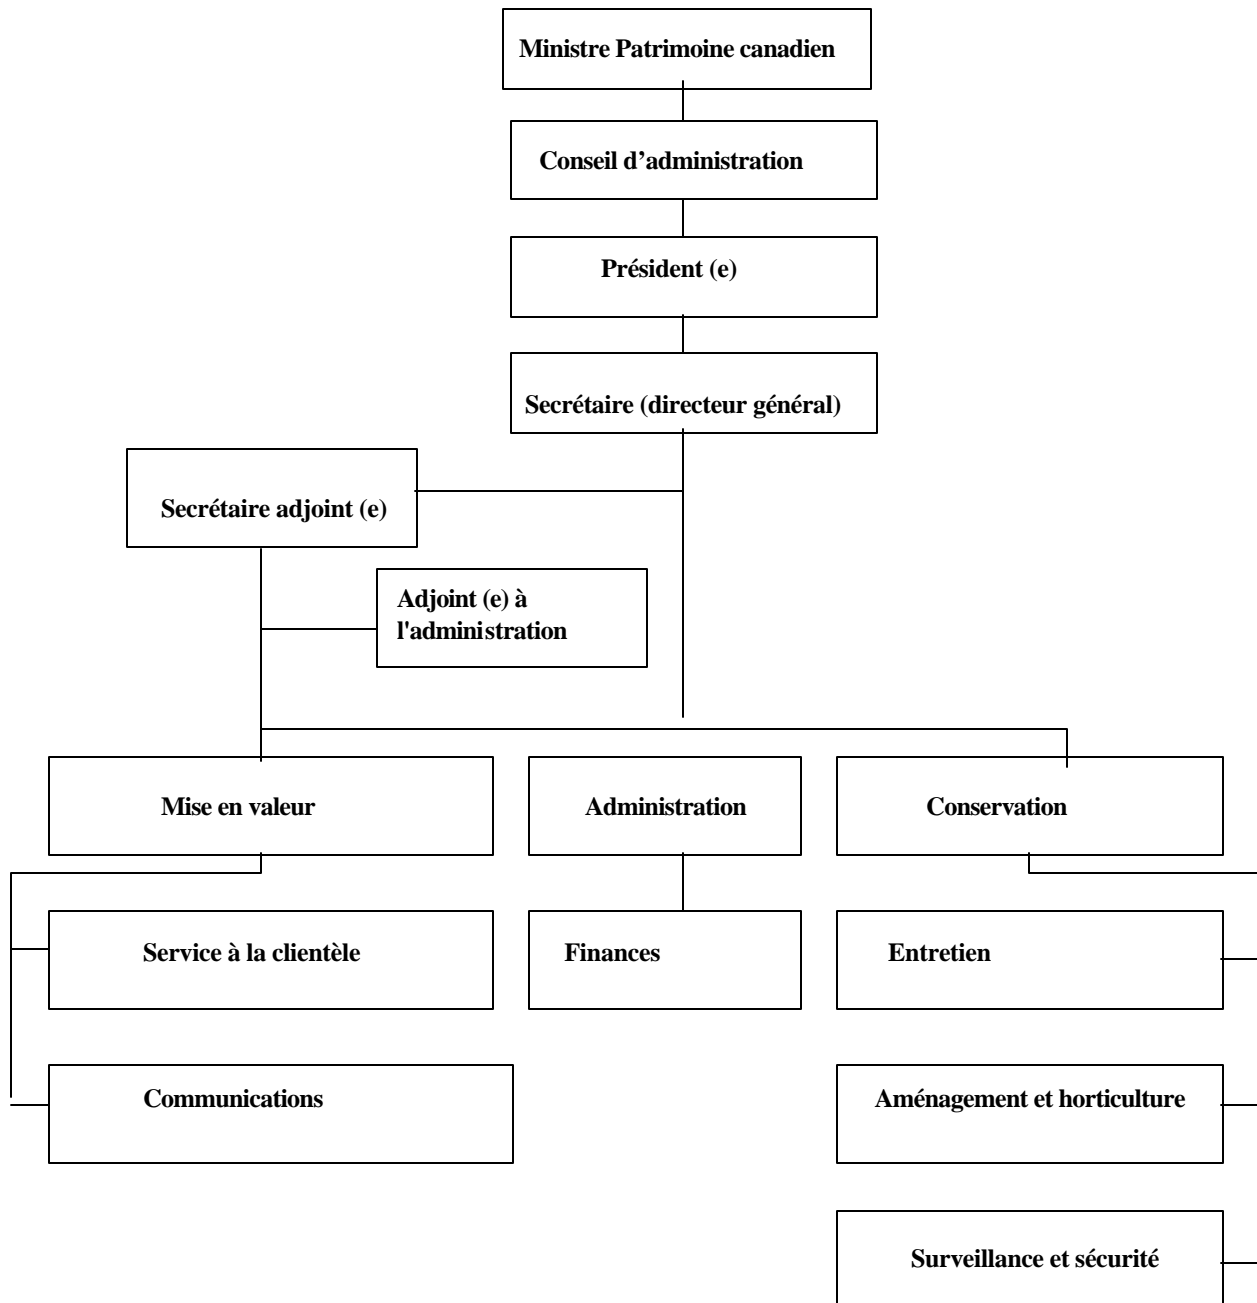 Ministre Patrimoine canadien
Conseil d’administration
Président (e)
Secrétaire (directeur général)
Secrétaire adjoint (e)
Adjoint (e) à
l'administration
Mise en valeur
Administration
Conservation
Service à la clientèle
Finances
Entretien
Communications
Aménagement et horticulture
Surveillance et sécurité